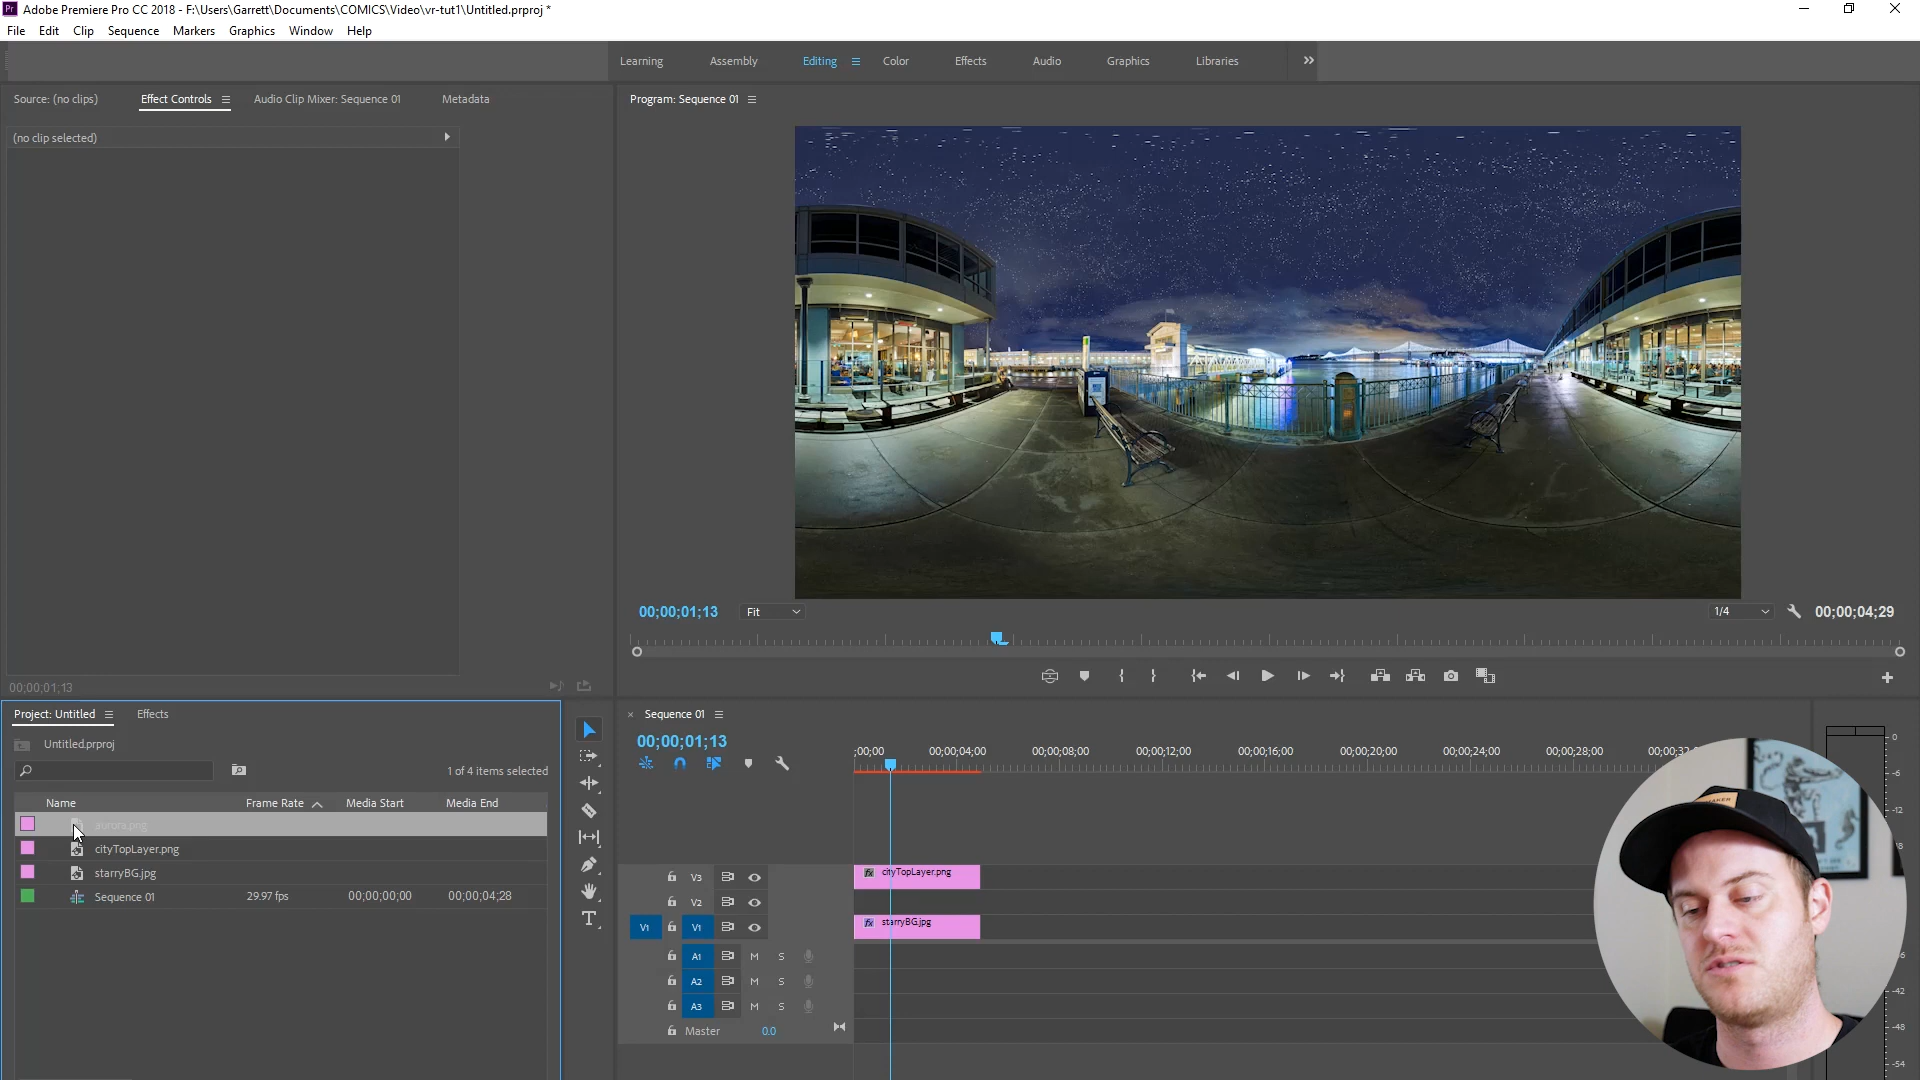 Pr Adobe Premiere Pro CC 2018 - F:\Users\Garrett\Documents\COMICS\Video\vr-tut1\Untitled.prproj *
File Edit Clip Sequence Markers Graphics Window Help
Learning Assembly Editing Color Effects Audio Graphics Libraries
Source: (no clips) Effect Controls Audio Clip Mixer: Sequence 01 Metadata
Program: Sequence 01
(no clip selected)
00;00;01;13 Fit 1/4 00;00;04;29
00;00;01;13
Project: Untitled Effects
Untitled.prproj
1 of 4 items selected
Name Frame Rate Media Start Media End
aurora.png
cityTopLayer.png
starryBG.jpg
Sequence 01 29.97 fps 00;00;00;00 00;00;04;28
Sequence 01
00;00;01;13
;00;00 00;00;04;00 00;00;08;00 00;00;12;00 00;00;16;00 00;00;20;00 00;00;24;00 00;00;28;00
V3 fx cityTopLayer.png
V2
V1 V1 fx starryBG.jpg
A1 M S
A2 M S
A3 M S
Master 0.0
0
-6
-12
-42
-48
-54